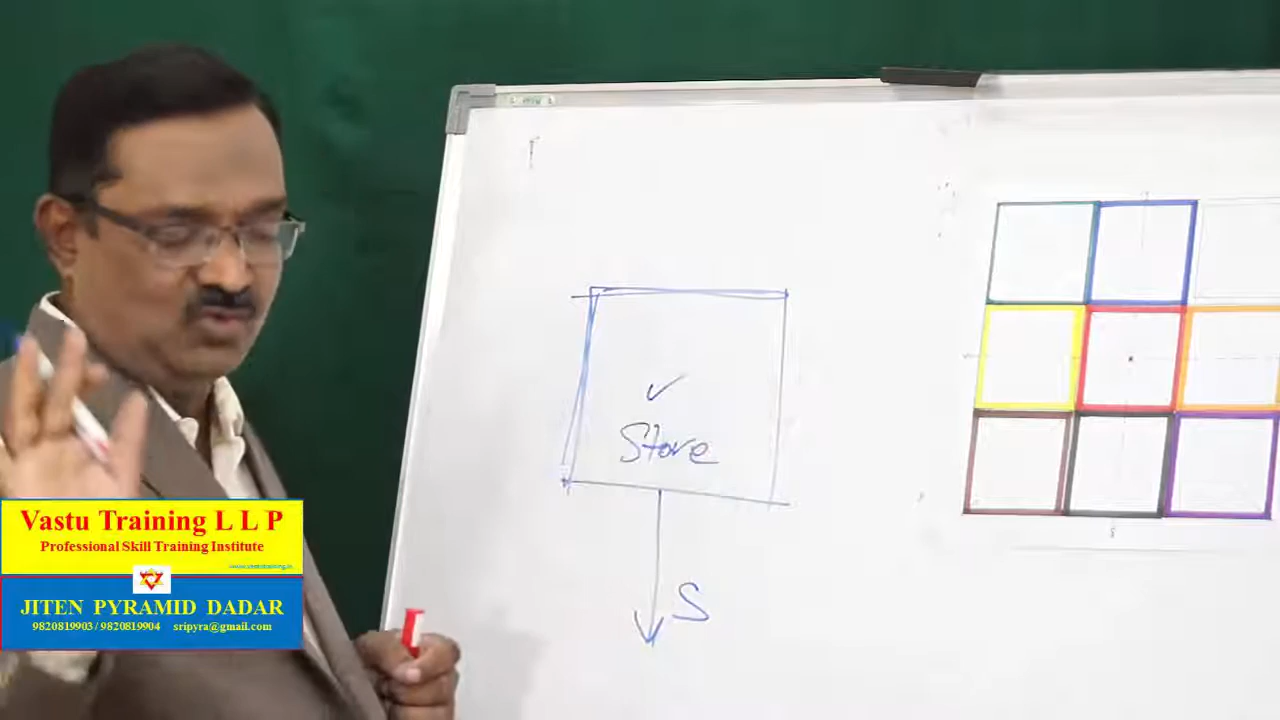 Store
S
S
Vastu Training L L P
Professional Skill Training Institute
JITEN PYRAMID DADAR
9820819903 / 9820819904 sripyra@gmail.com